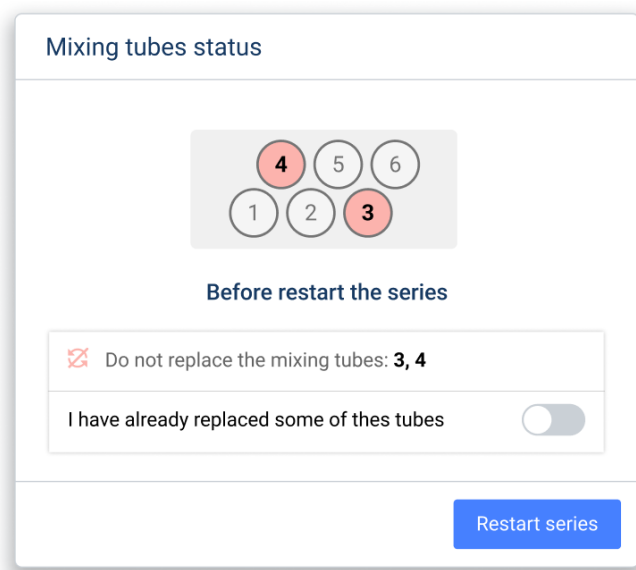 Mixing tubes status
4 5 6
1 2 3
Before restart the series
Do not replace the mixing tubes: 3, 4
I have already replaced some of thes tubes
Restart series